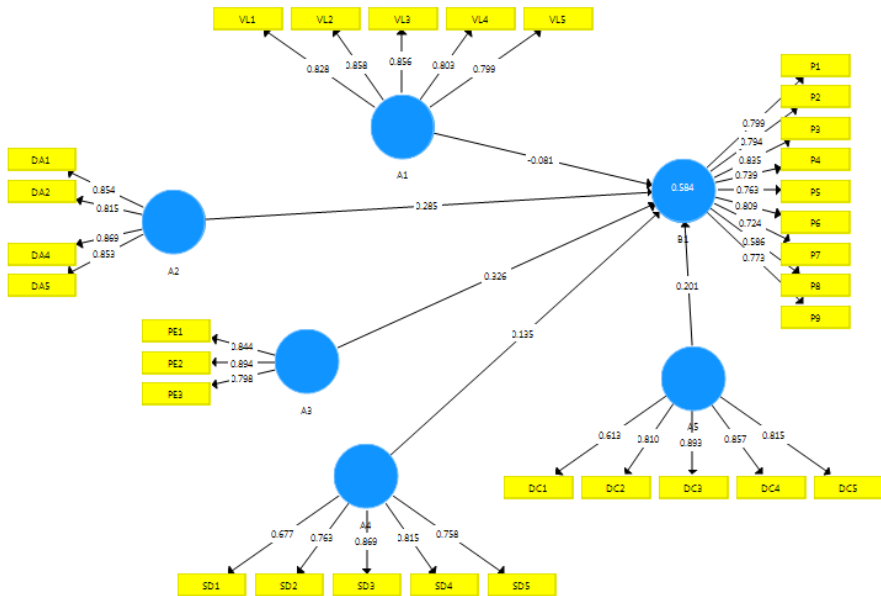 VL1 VL2 VL3 VL4 VL5
0.828 0.858 0.856 0.803 0.799
A1
-0.081
P1
P2
P3
P4
P5
P6
P7
P8
P9
0.799
0.794
0.835
0.739
0.763
0.809
0.724
0.586
0.773
0.584
B1
DA1
DA2
DA4
DA5
0.854
0.815
0.869
0.853
A2
0.285
PE1
PE2
PE3
0.844
0.894
0.798
A3
0.326
0.135
0.201
A5
0.613 0.810 0.893 0.857 0.815
DC1 DC2 DC3 DC4 DC5
A4
0.677 0.763 0.869 0.815 0.758
SD1 SD2 SD3 SD4 SD5